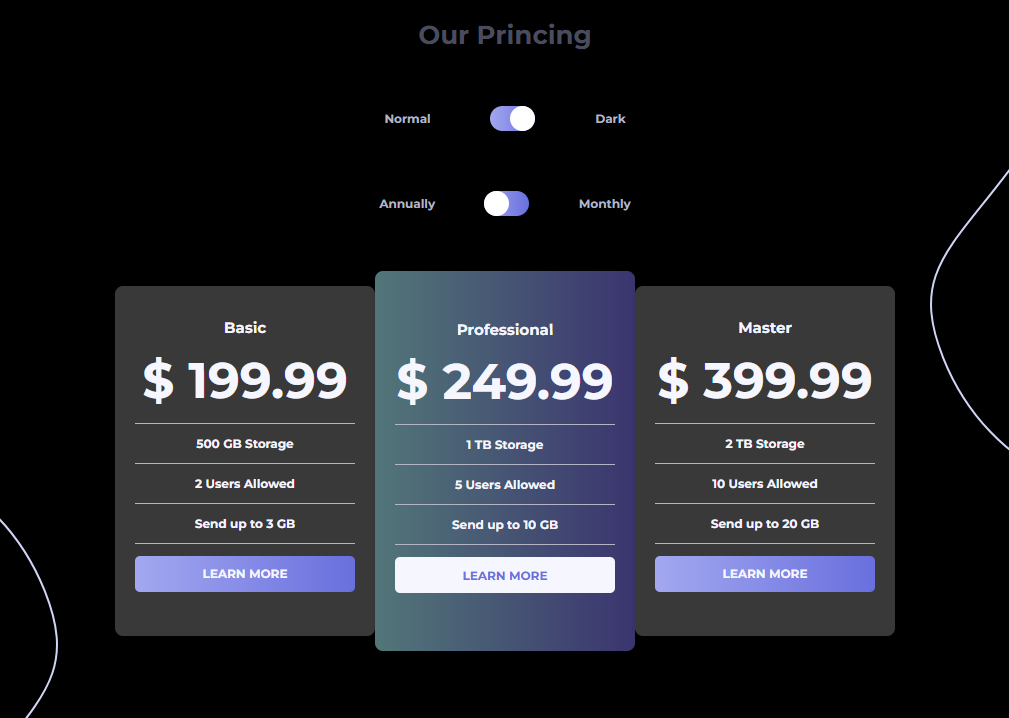 Our Princing
Normal
Dark
Annually
Monthly
Basic
$ 199.99
500 GB Storage
2 Users Allowed
Send up to 3 GB
LEARN MORE
Professional
$ 249.99
1 TB Storage
5 Users Allowed
Send up to 10 GB
LEARN MORE
Master
$ 399.99
2 TB Storage
10 Users Allowed
Send up to 20 GB
LEARN MORE